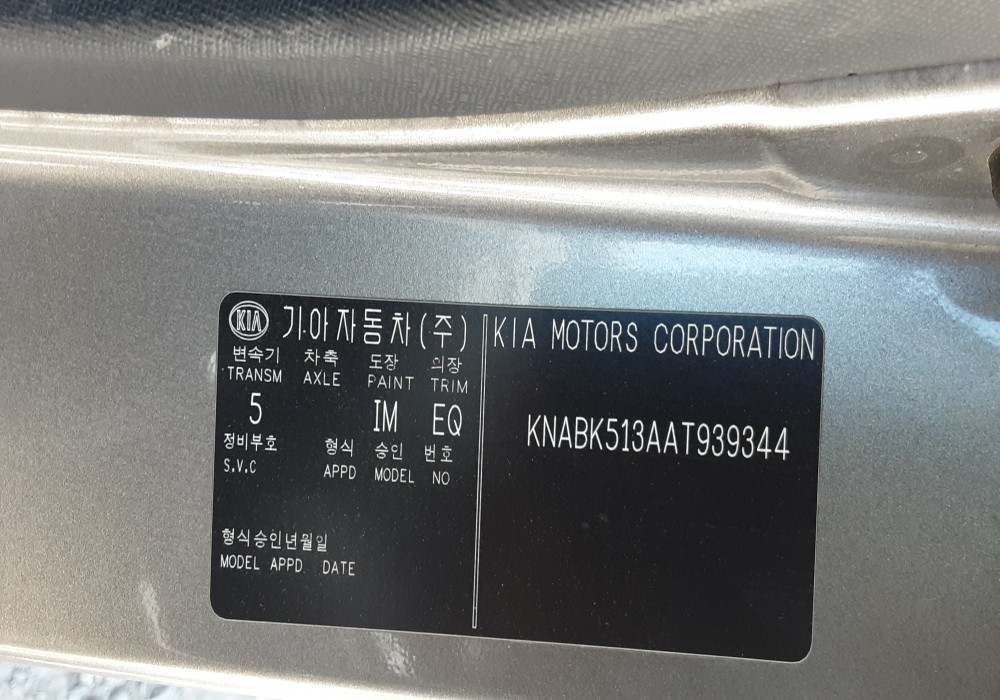 KIA 기아자동차(주)
변속기 차축 도장 의장
TRANSM AXLE PAINT TRIM
5 IM EQ
정비부호 형식 승인 번호
S.V.C APPD MODEL NO
형식승인년월일
MODEL APPD. DATE
KIA MOTORS CORPORATION
KNABK513AAT939344